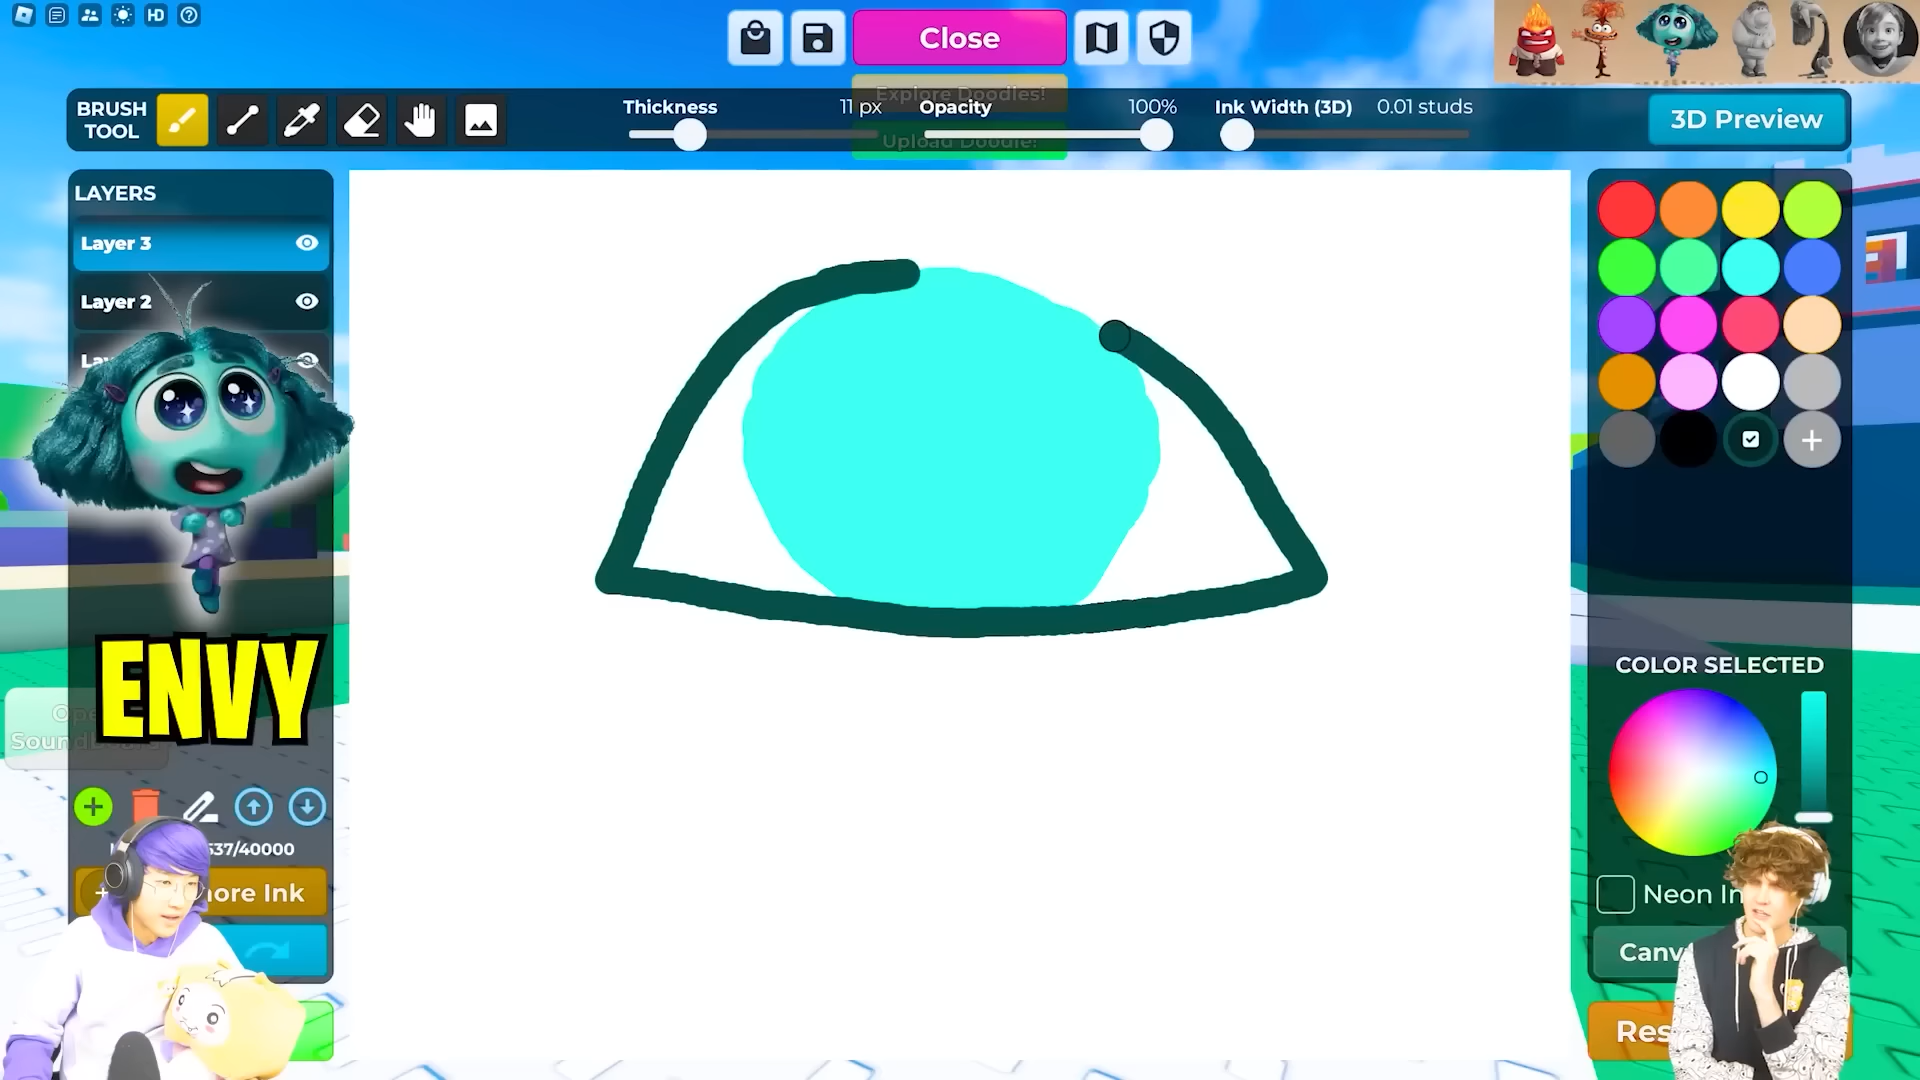 HD
Close
Explore Doodles!
BRUSH
TOOL
Thickness
11 px
Opacity
100%
Ink Width (3D)
0.01 studs
3D Preview
Upload Doodle!
LAYERS
Layer 3
Layer 2
ENVY
COLOR SELECTED
537/40000
Neon In
ore Ink
Canv
Res